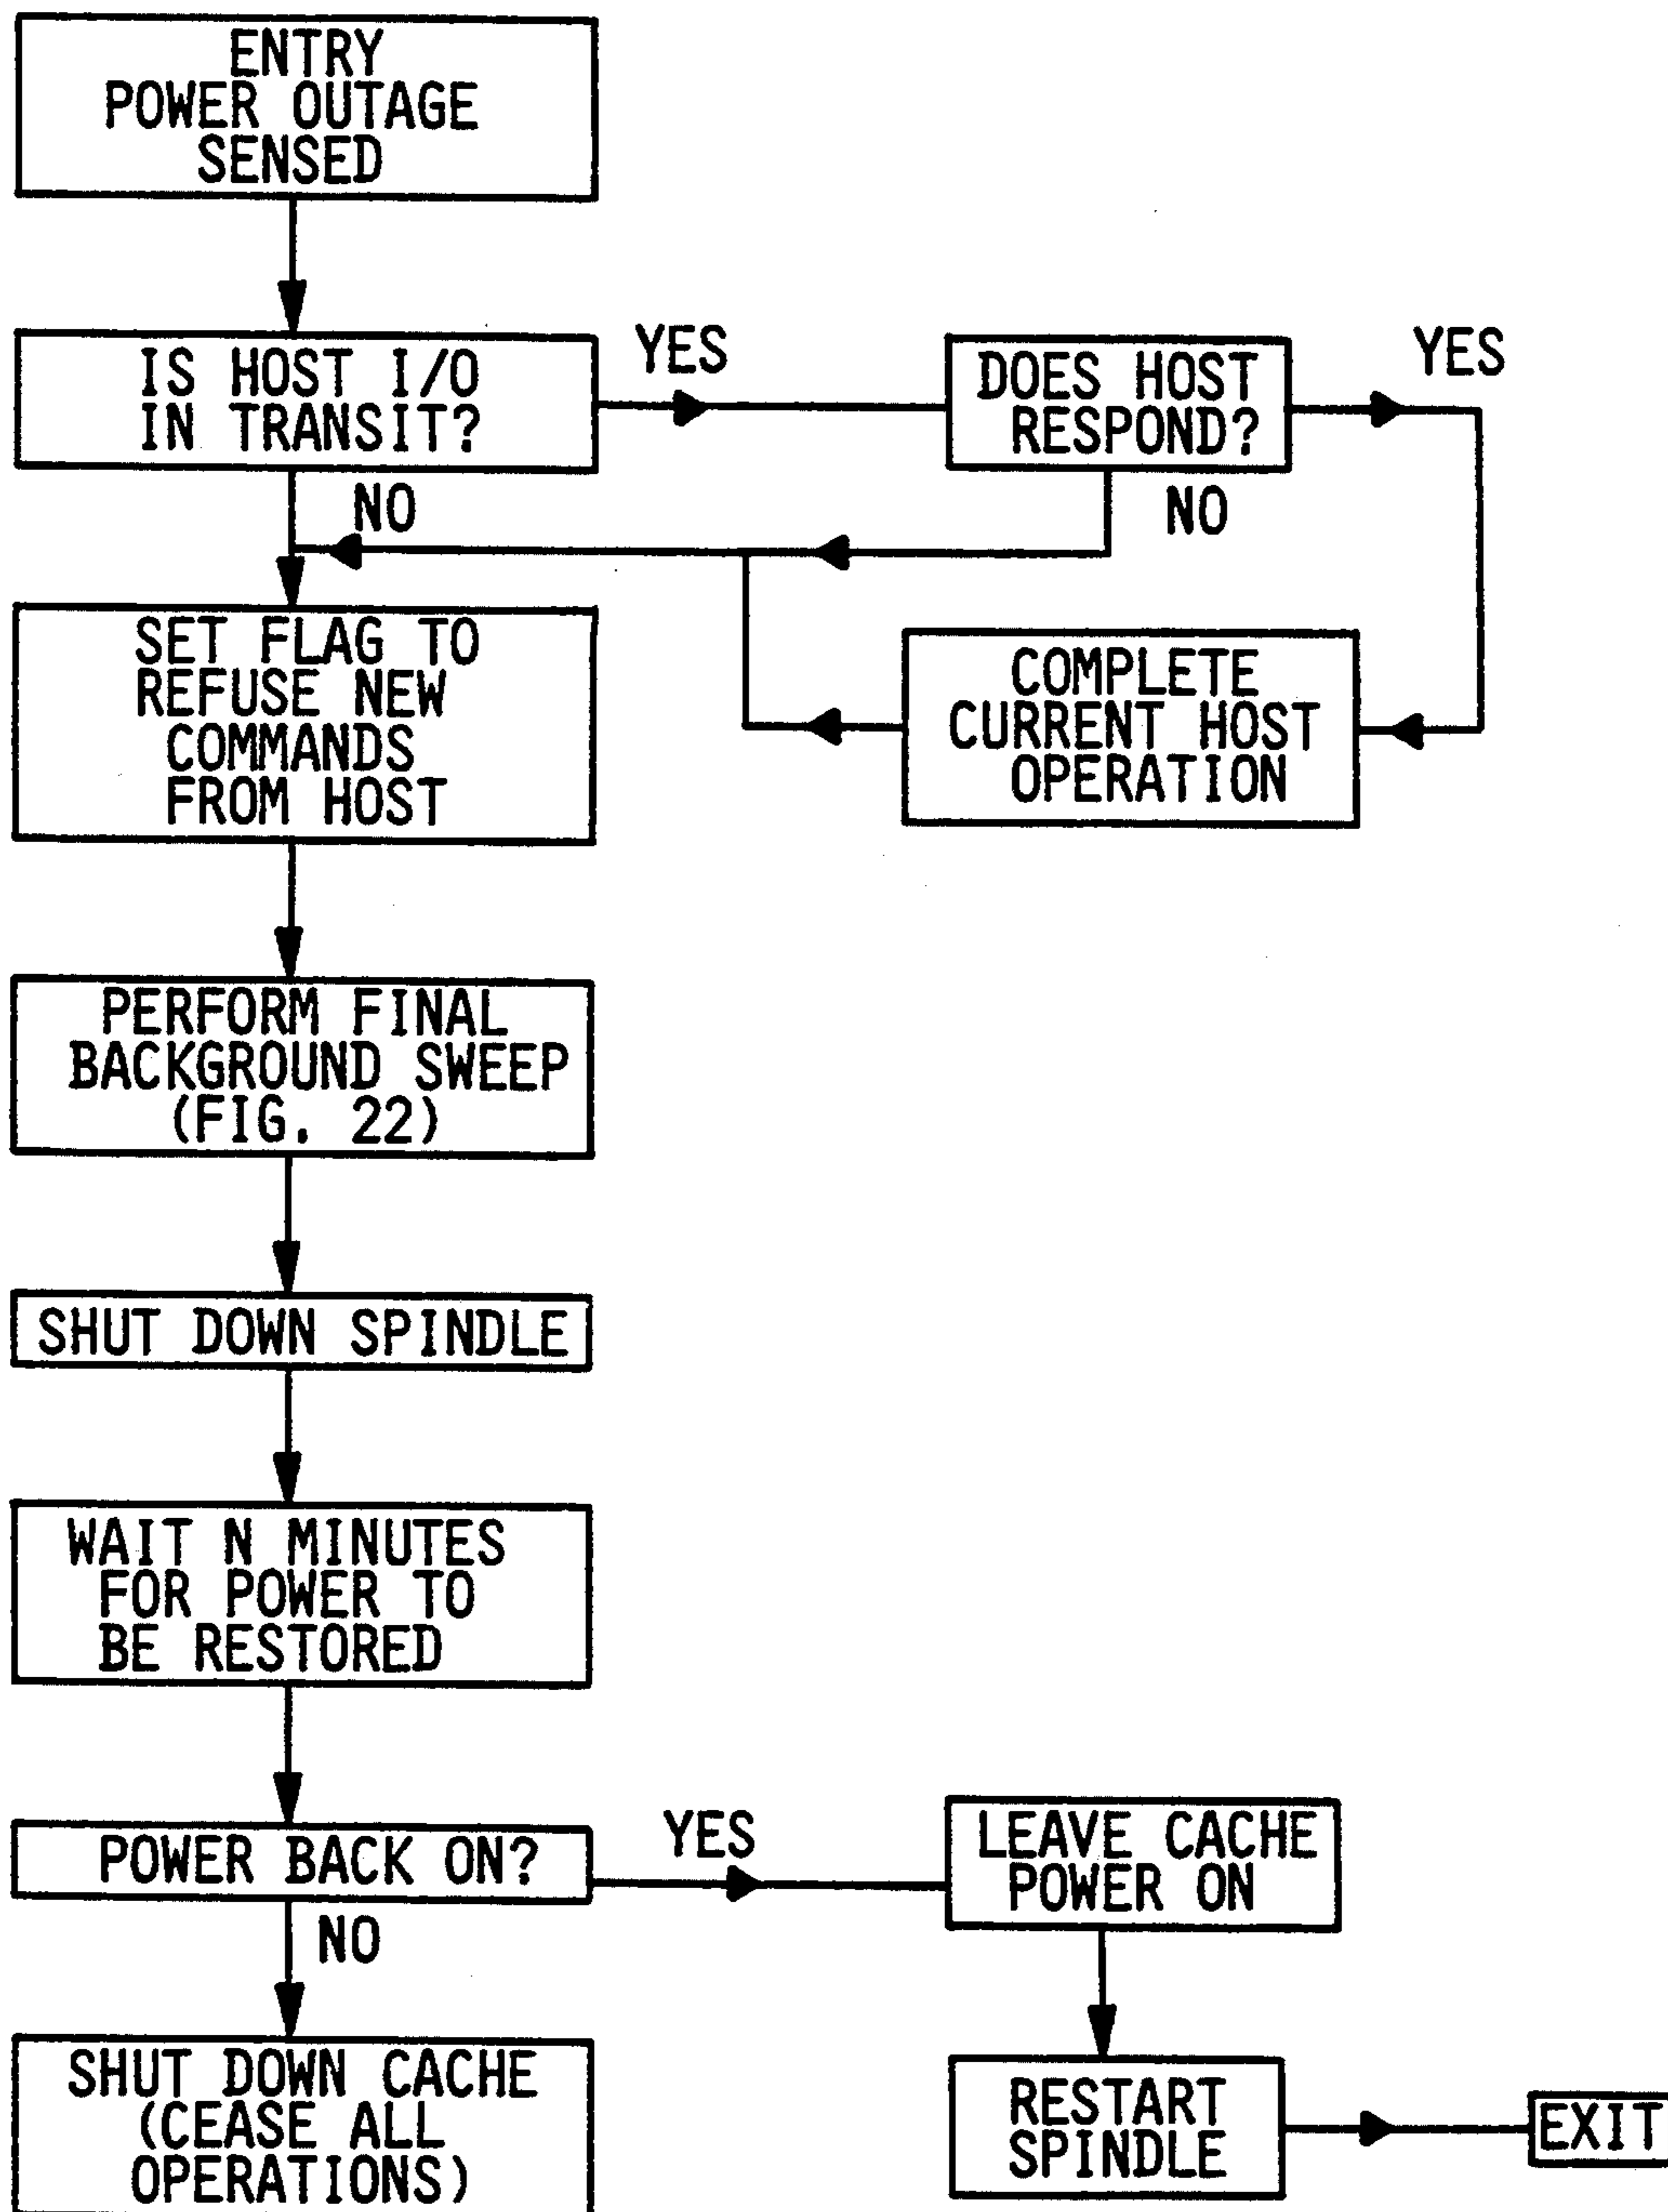 ENTRY
POWER OUTAGE
SENSED
IS HOST I/O
IN TRANSIT?
YES
DOES HOST
RESPOND?
YES
NO
NO
SET FLAG TO
REFUSE NEW
COMMANDS
FROM HOST
COMPLETE
CURRENT HOST
OPERATION
PERFORM FINAL
BACKGROUND SWEEP
(FIG. 22)
SHUT DOWN SPINDLE
WAIT N MINUTES
FOR POWER TO
BE RESTORED
POWER BACK ON?
YES
LEAVE CACHE
POWER ON
NO
SHUT DOWN CACHE
(CEASE ALL
OPERATIONS)
RESTART
SPINDLE
EXIT